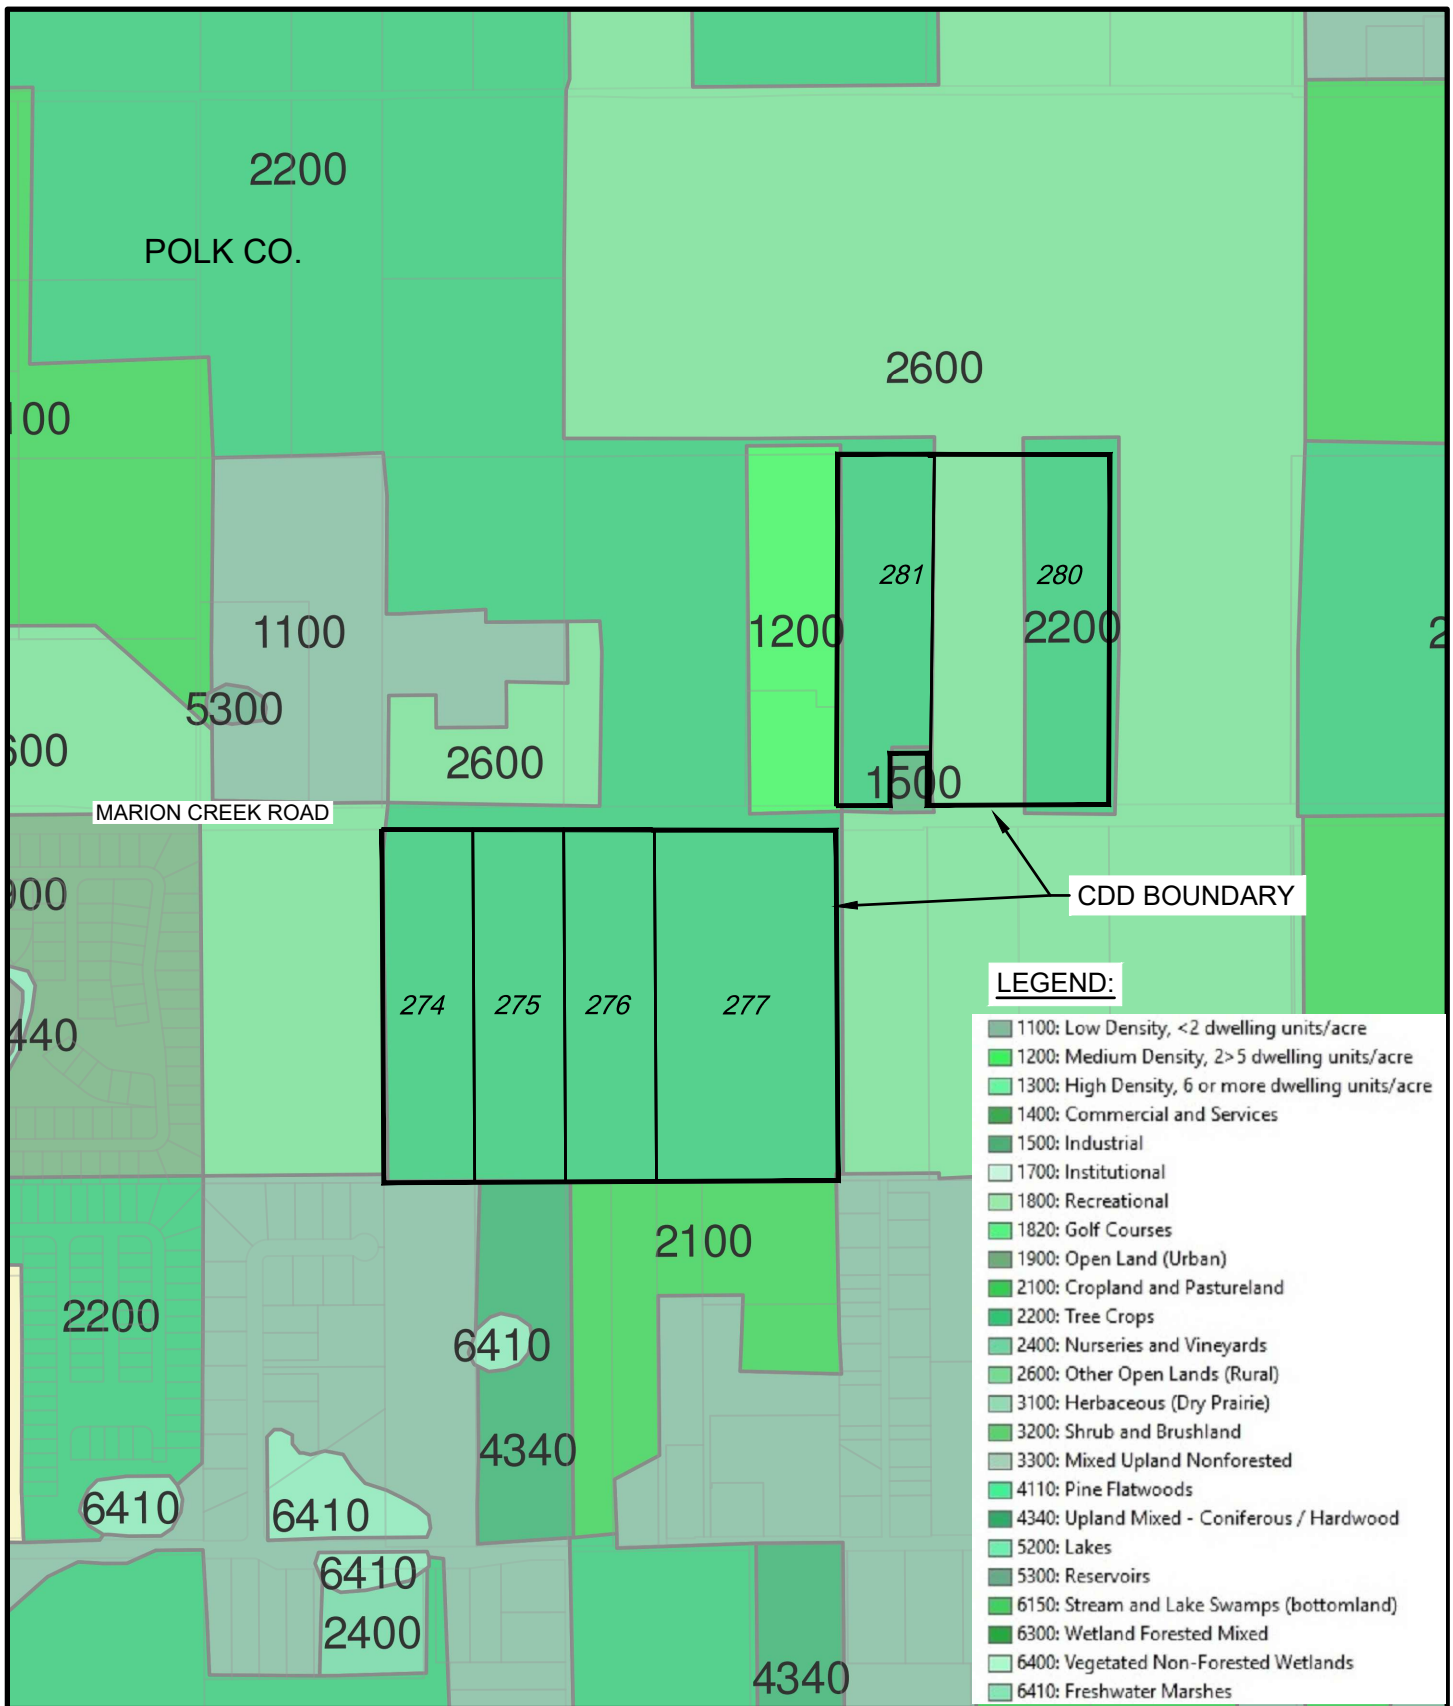 2200
POLK CO.
2600
100
281
280
1100
1200
2200
2
5300
600
2600
1500
MARION CREEK ROAD
900
CDD BOUNDARY
LEGEND:
274
275
276
277
440
1100: Low Density, <2 dwelling units/acre
1200: Medium Density, 2>5 dwelling units/acre
1300: High Density, 6 or more dwelling units/acre
1400: Commercial and Services
1500: Industrial
1700: Institutional
1800: Recreational
1820: Golf Courses
1900: Open Land (Urban)
2100: Cropland and Pastureland
2200: Tree Crops
2400: Nurseries and Vineyards
2600: Other Open Lands (Rural)
3100: Herbaceous (Dry Prairie)
3200: Shrub and Brushland
3300: Mixed Upland Nonforested
4110: Pine Flatwoods
4340: Upland Mixed - Coniferous / Hardwood
5200: Lakes
5300: Reservoirs
6150: Stream and Lake Swamps (bottomland)
6300: Wetland Forested Mixed
6400: Vegetated Non-Forested Wetlands
6410: Freshwater Marshes
2100
2200
6410
4340
6410
6410
6410
2400
4340